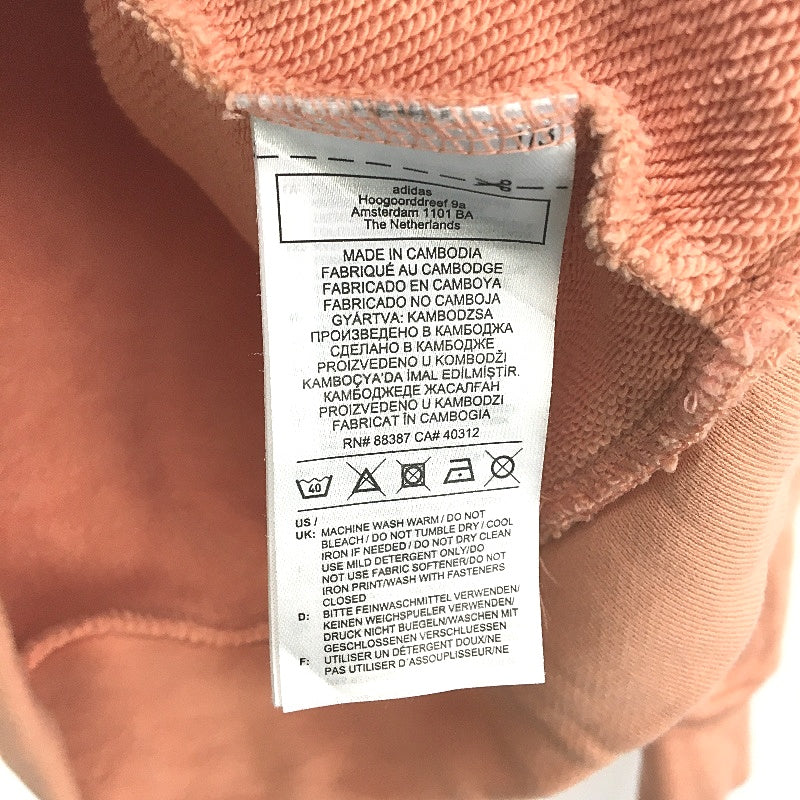 1/3
adidas
Hoogoorddreef 9a
Amsterdam 1101 BA
The Netherlands
MADE IN CAMBODIA
FABRIQUÉ AU CAMBODGE
FABRICADO EN CAMBOYA
FABRICADO NO CAMBOJA
GYÁRTVA: KAMBODZSA
ПРОИЗВЕДЕНО В КАМБОДЖА
СДЕЛАНО В КАМБОДЖЕ
PROIZVEDENO U KOMBODŽI
KAMBOÇYA'DA İMAL EDİLMİŞTİR.
КАМБОДЖЕДЕ ЖАСАЛҒАН
PROIZVEDENO U KAMBODZI
FABRICAT ÎN CAMBOGIA
RN# 88387 CA# 40312
40
US /
UK: MACHINE WASH WARM / DO NOT
BLEACH / DO NOT TUMBLE DRY / COOL
IRON IF NEEDED / DO NOT DRY CLEAN
USE MILD DETERGENT ONLY/DO
NOT USE FABRIC SOFTENER/DO NOT
IRON PRINT/WASH WITH FASTENERS
CLOSED
D: BITTE FEINWASCHMITTEL VERWENDEN/
KEINEN WEICHSPUELER VERWENDEN/
DRUCK NICHT BUEGELN/WASCHEN MIT
GESCHLOSSENEN VERSCHLUESSEN
F: UTILISER UN DÉTERGENT DOUX/NE
PAS UTILISER D'ASSOUPLISSEUR/NE